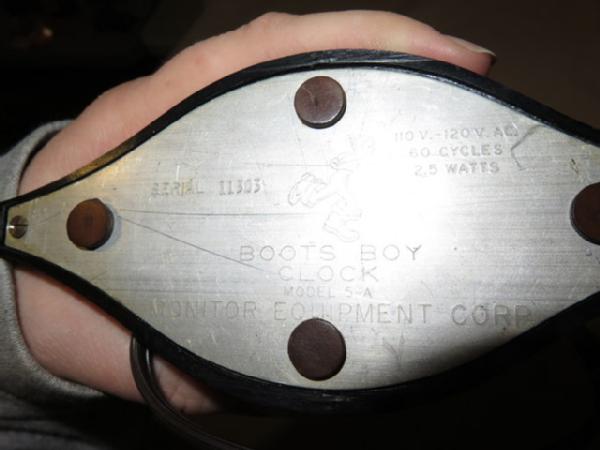 110 V.-120 V. AC.
60 CYCLES
2.5 WATTS
SERIAL 11303
BOOTS BOY
CLOCK
MODEL 5-A
MONITOR EQUIPMENT CORP.